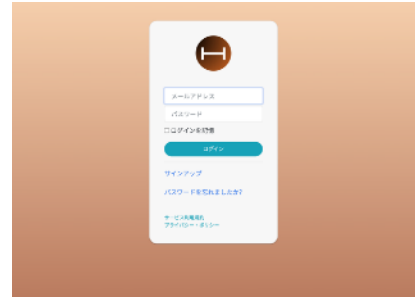 メールアドレス
パスワード
ログインを記憶
ログイン
サインアップ
パスワードを忘れましたか?
サービス利用規約
プライバシー・ポリシー